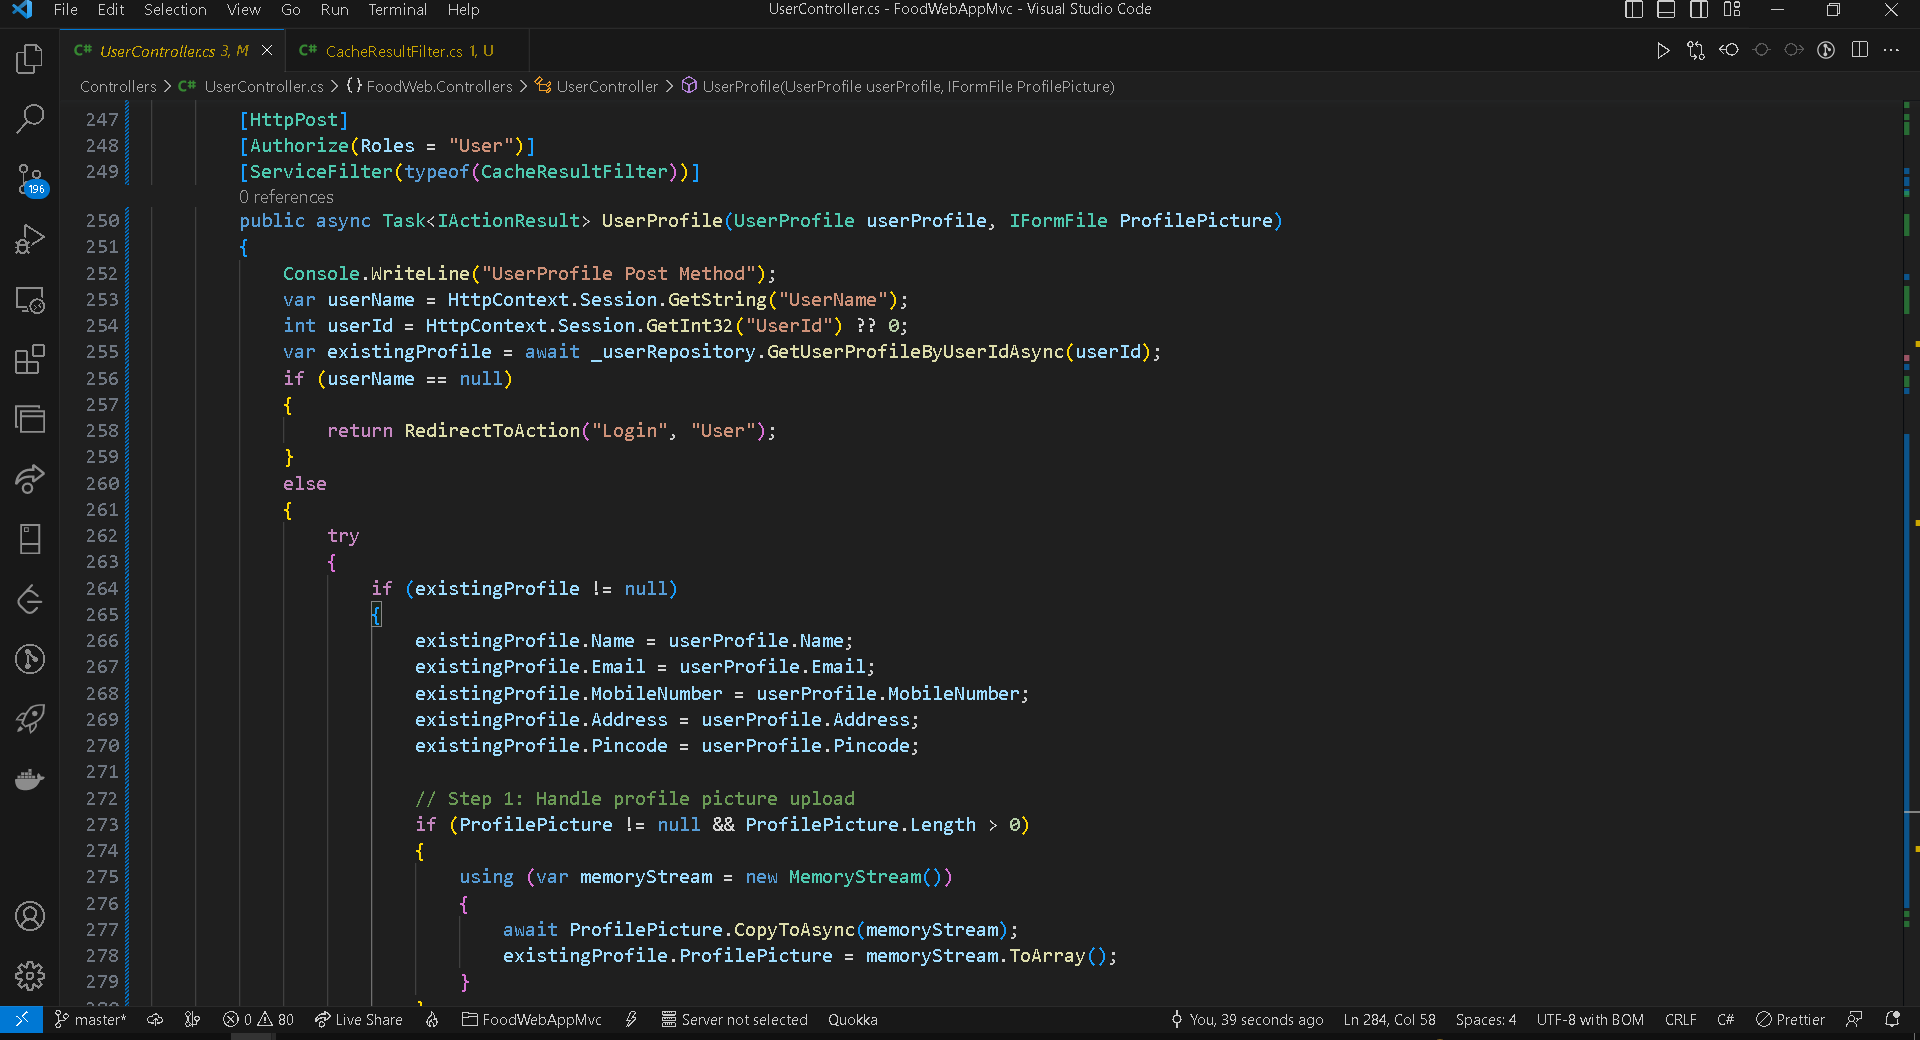 File Edit Selection View Go Run Terminal Help
UserController.cs - FoodWebAppMvc - Visual Studio Code
C# UserController.cs 3, M
C# CacheResultFilter.cs 1, U
Controllers > C# UserController.cs > {} FoodWeb.Controllers > UserController > UserProfile(UserProfile userProfile, IFormFile ProfilePicture)
196
247 [HttpPost]
248 [Authorize(Roles = "User")]
249 [ServiceFilter(typeof(CacheResultFilter))]
0 references
250 public async Task<IActionResult> UserProfile(UserProfile userProfile, IFormFile ProfilePicture)
251 {
252 Console.WriteLine("UserProfile Post Method");
253 var userName = HttpContext.Session.GetString("UserName");
254 int userId = HttpContext.Session.GetInt32("UserId") ?? 0;
255 var existingProfile = await _userRepository.GetUserProfileByUserIdAsync(userId);
256 if (userName == null)
257 {
258 return RedirectToAction("Login", "User");
259 }
260 else
261 {
262 try
263 {
264 if (existingProfile != null)
265 {
266 existingProfile.Name = userProfile.Name;
267 existingProfile.Email = userProfile.Email;
268 existingProfile.MobileNumber = userProfile.MobileNumber;
269 existingProfile.Address = userProfile.Address;
270 existingProfile.Pincode = userProfile.Pincode;
271
272 // Step 1: Handle profile picture upload
273 if (ProfilePicture != null && ProfilePicture.Length > 0)
274 {
275 using (var memoryStream = new MemoryStream())
276 {
277 await ProfilePicture.CopyToAsync(memoryStream);
278 existingProfile.ProfilePicture = memoryStream.ToArray();
279 }
master* 0 80 Live Share FoodWebAppMvc Server not selected Quokka You, 39 seconds ago Ln 284, Col 58 Spaces: 4 UTF-8 with BOM CRLF C# Prettier